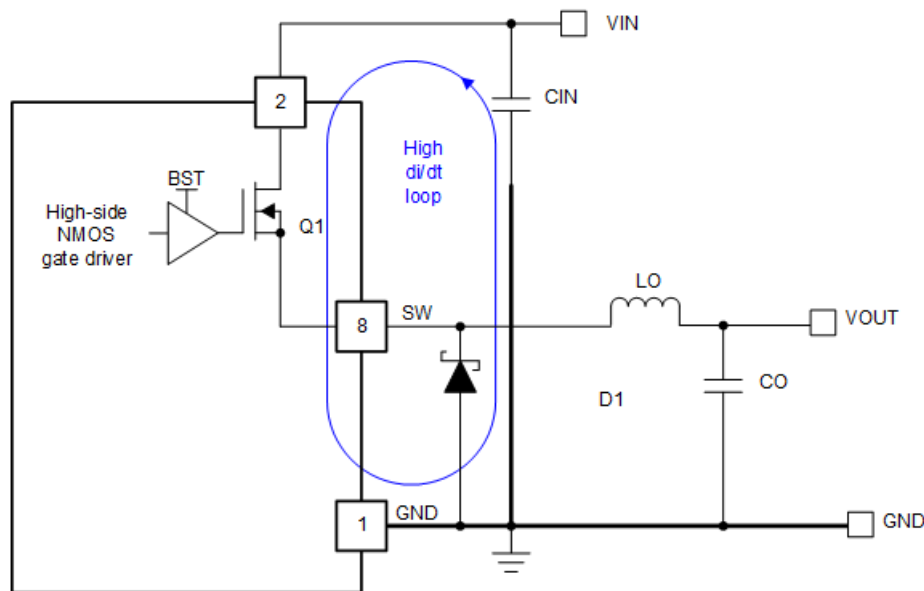 VIN
2
CIN
High
di/dt
loop
BST
High-side
NMOS
gate driver
Q1
LO
8
SW
VOUT
CO
D1
1
GND
GND